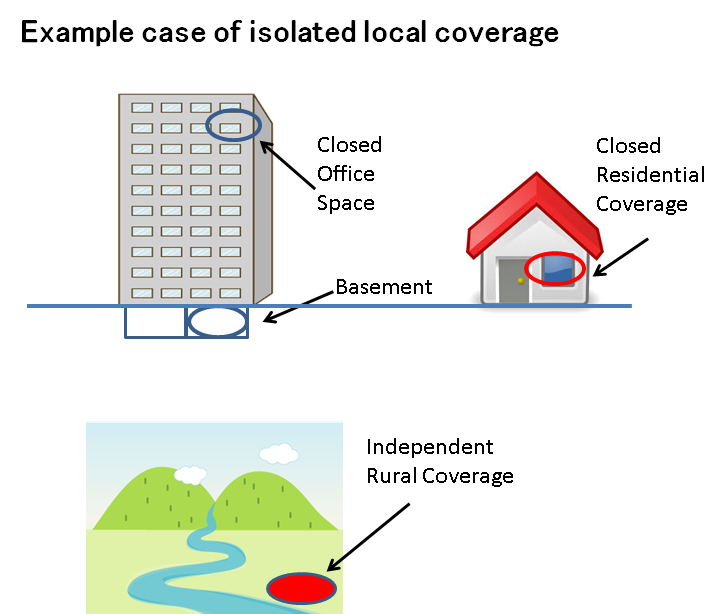 Example case of isolated local coverage
Closed
Office
Space
Closed
Residential
Coverage
Basement
Independent
Rural Coverage